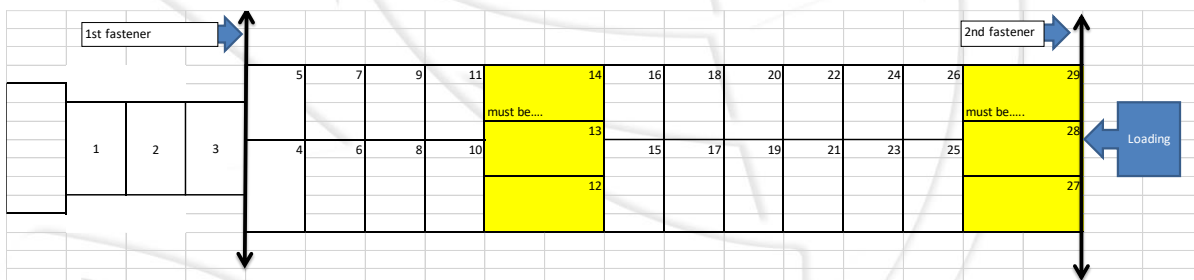 1st fastener
2nd fastener
5 7 9 11 14 16 18 20 22 24 26 29
must be.... must be.....
13 28
Loading
1 2 3
4 6 8 10 15 17 19 21 23 25
12 27